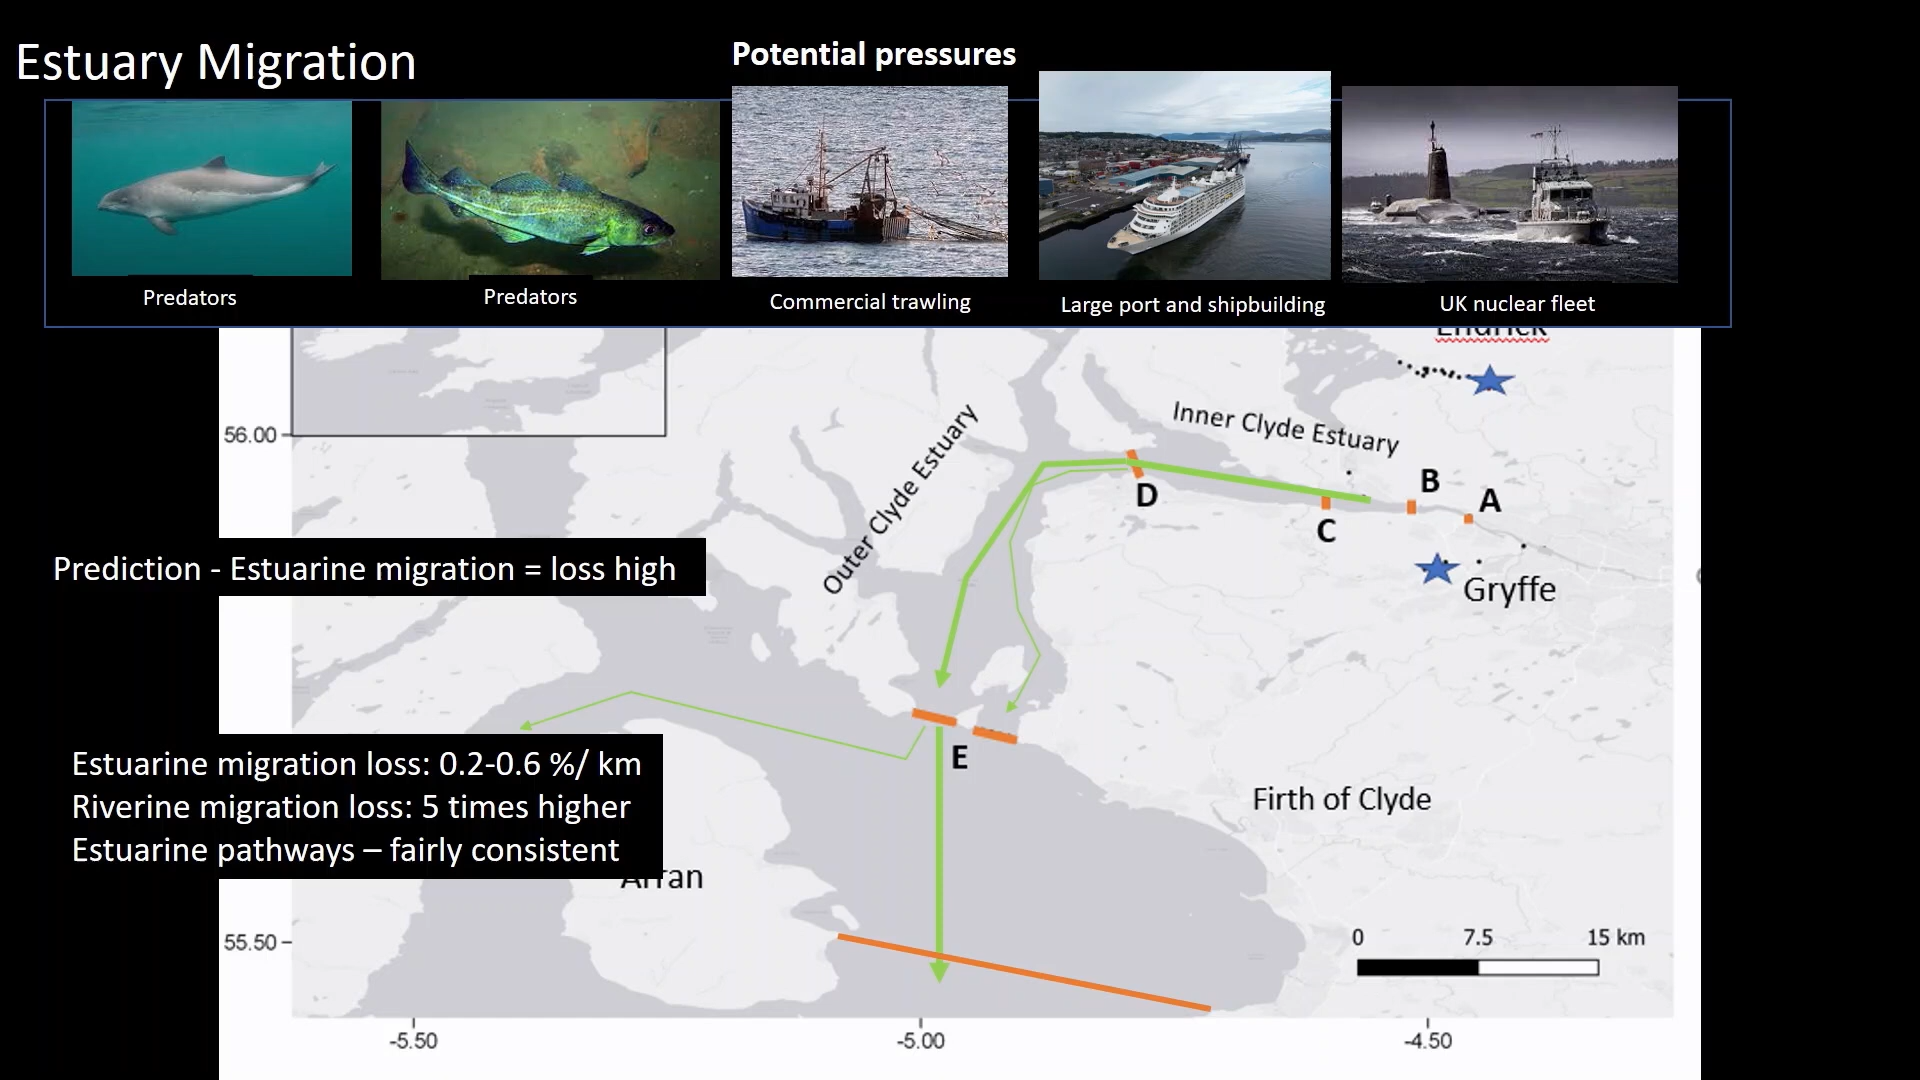 Estuary Migration
Potential pressures
Predators
Predators
Commercial trawling
Large port and shipbuilding
UK nuclear fleet
Endrick
56.00
Inner Clyde Estuary
Outer Clyde Estuary
B
A
D
C
Prediction - Estuarine migration = loss high
Gryffe
E
Estuarine migration loss: 0.2-0.6 %/ km
Riverine migration loss: 5 times higher
Estuarine pathways – fairly consistent
Firth of Clyde
Arran
55.50
0 7.5 15 km
-5.50 -5.00 -4.50